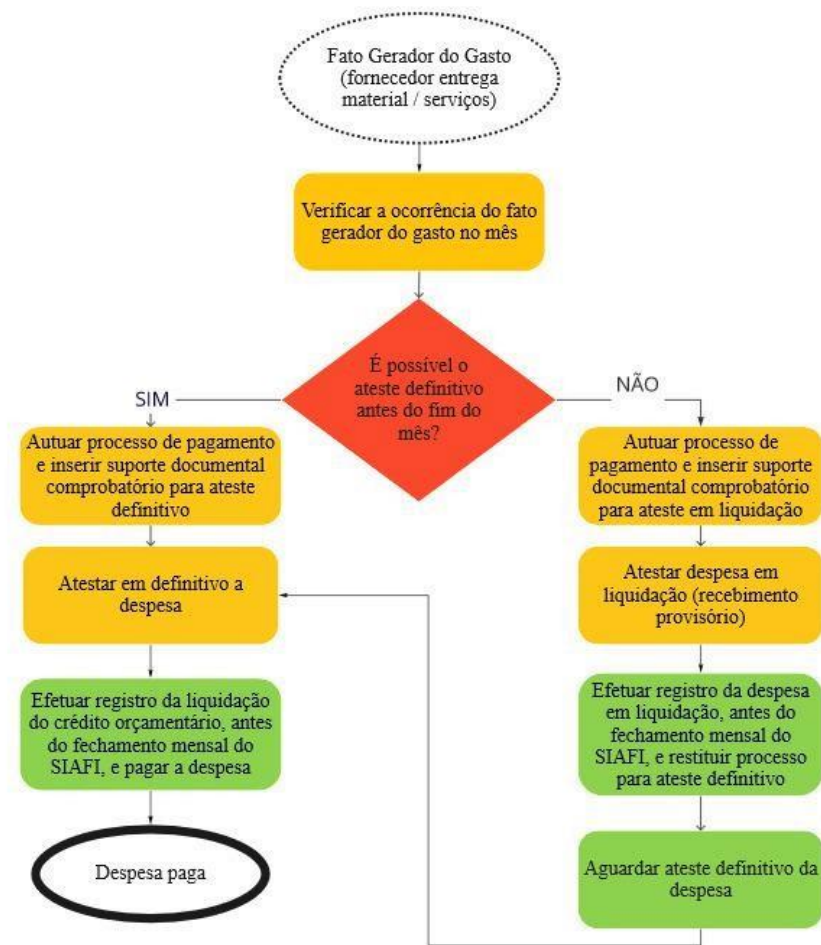 Fato Gerador do Gasto
(fornecedor entrega
material / serviços)
Verificar a ocorrência do fato
gerador do gasto no mês
É possível o
ateste definitivo
antes do fim do
mês?
SIM
NÃO
Autuar processo de pagamento
e inserir suporte documental
comprobatório para ateste
definitivo
Atestar em definitivo a
despesa
Efetuar registro da liquidação
do crédito orçamentário, antes
do fechamento mensal do
SIAFI, e pagar a despesa
Despesa paga
Autuar processo de
pagamento e inserir suporte
documental comprobatório
para ateste em liquidação
Atestar despesa em
liquidação (recebimento
provisório)
Efetuar registro da despesa
em liquidação, antes do
fechamento mensal do
SIAFI, e restituir processo
para ateste definitivo
Aguardar ateste definitivo da
despesa